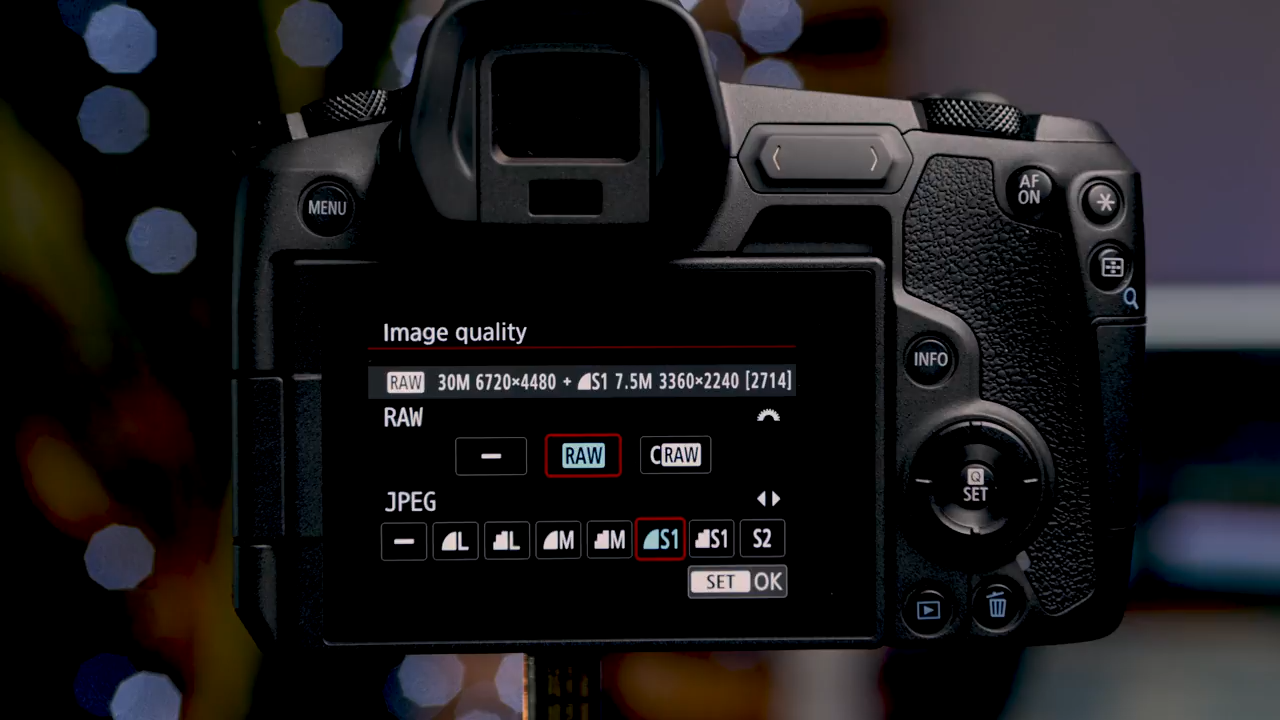 MENU
AF
ON
Image quality
RAW 30M 6720×4480 + S1 7.5M 3360×2240 [2714]
RAW
RAW CRAW
JPEG
L L M M S1 S1 S2
SET OK
INFO
Q
SET